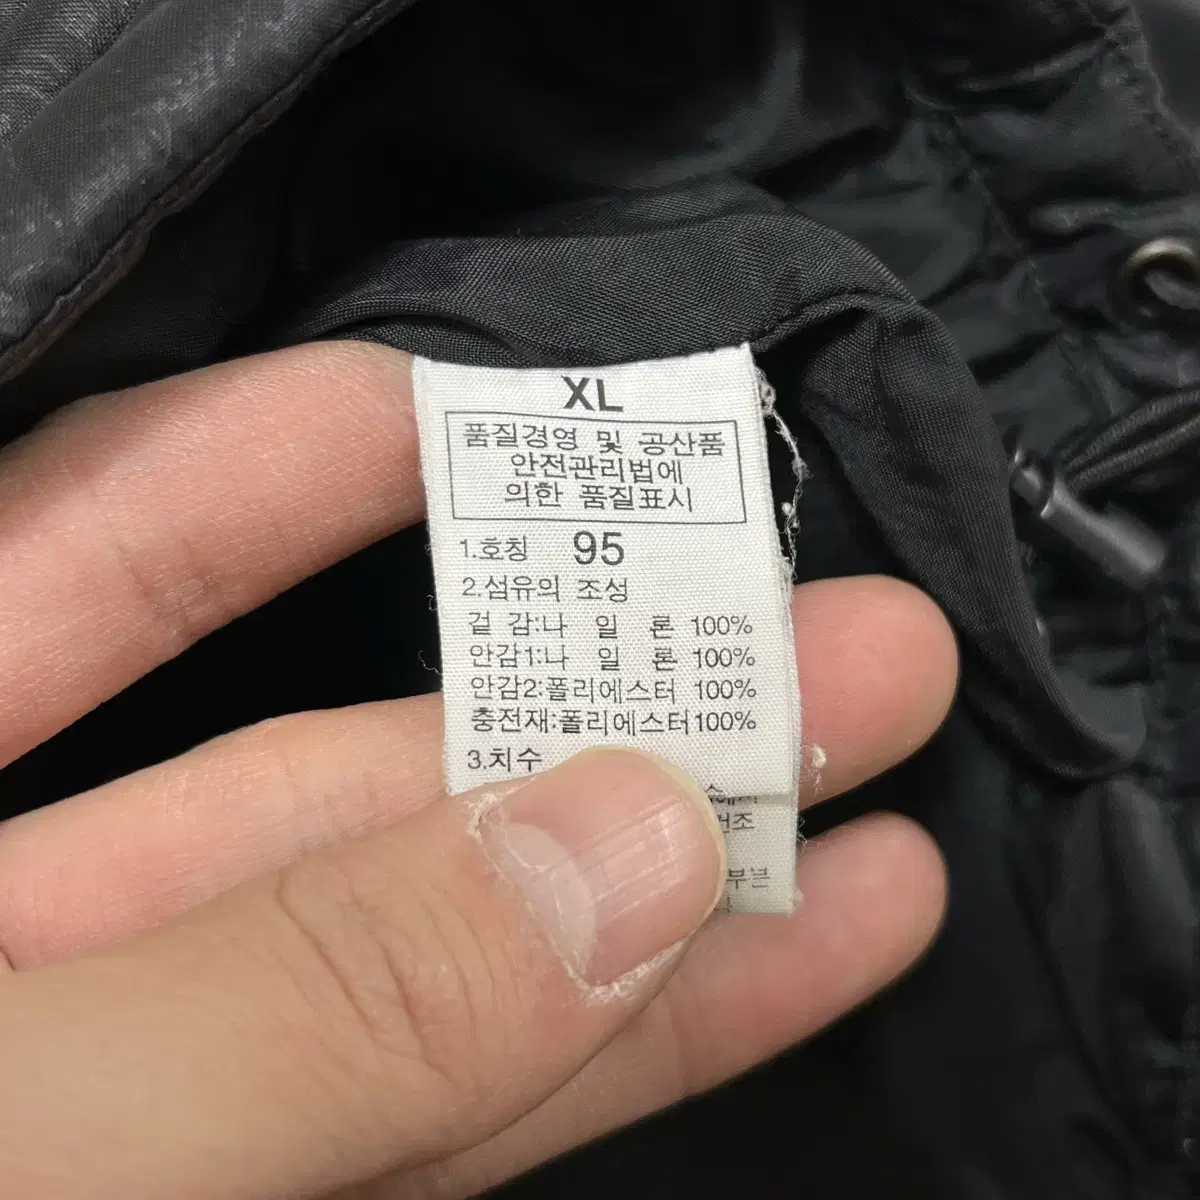 XL
품질경영 및 공산품
안전관리법에
의한 품질표시
1.호칭 95
2.섬유의 조성
겉 감:나 일 론 100%
안감1:나 일 론 100%
안감2:폴리에스터 100%
충전재:폴리에스터100%
3.치수